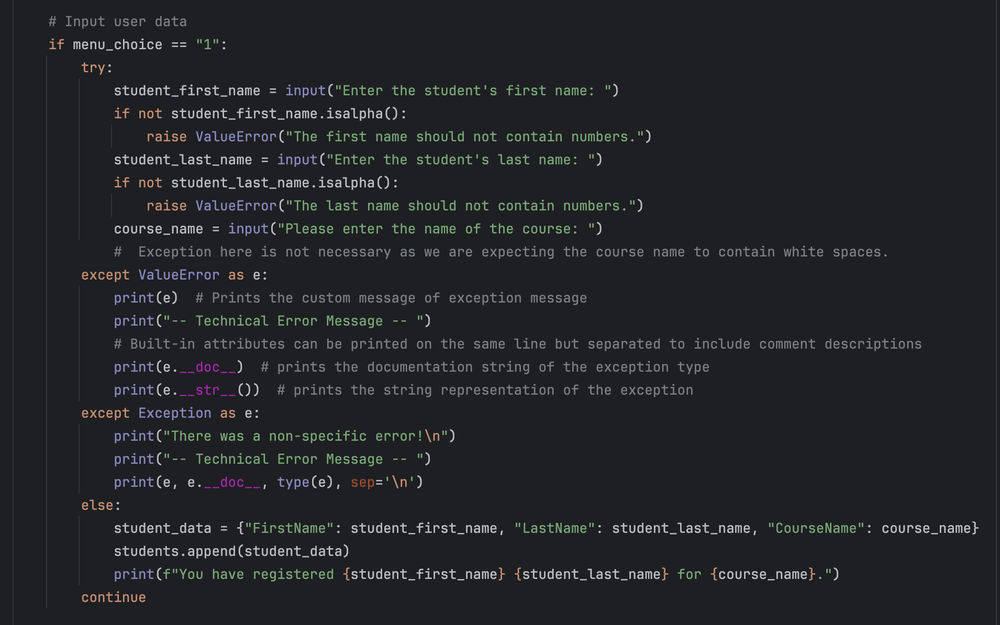 # Input user data
if menu_choice == "1":
    try:
        student_first_name = input("Enter the student's first name: ")
        if not student_first_name.isalpha():
            raise ValueError("The first name should not contain numbers.")
        student_last_name = input("Enter the student's last name: ")
        if not student_last_name.isalpha():
            raise ValueError("The last name should not contain numbers.")
        course_name = input("Please enter the name of the course: ")
        #  Exception here is not necessary as we are expecting the course name to contain white spaces.
    except ValueError as e:
        print(e)  # Prints the custom message of exception message
        print("-- Technical Error Message -- ")
        # Built-in attributes can be printed on the same line but separated to include comment descriptions
        print(e.__doc__)  # prints the documentation string of the exception type
        print(e.__str__())  # prints the string representation of the exception
    except Exception as e:
        print("There was a non-specific error!\n")
        print("-- Technical Error Message -- ")
        print(e, e.__doc__, type(e), sep='\n')
    else:
        student_data = {"FirstName": student_first_name, "LastName": student_last_name, "CourseName": course_name}
        students.append(student_data)
        print(f"You have registered {student_first_name} {student_last_name} for {course_name}.")
    continue